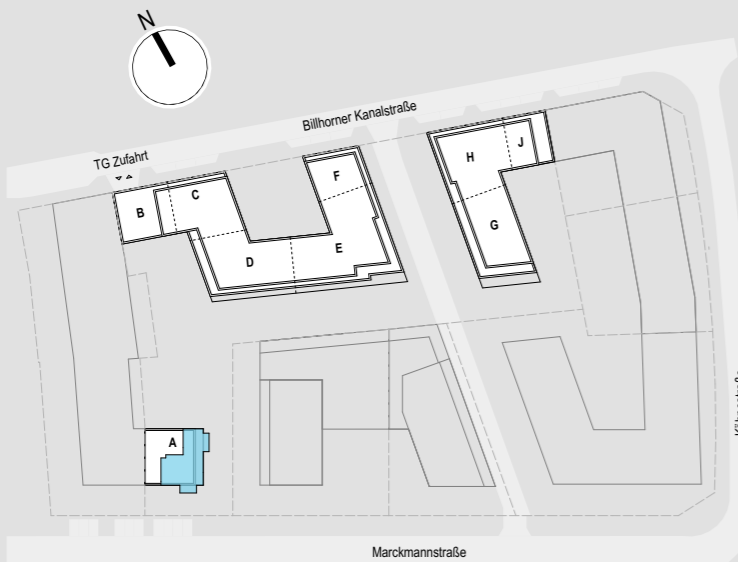 N
Billhorner Kanalstraße
TG Zufahrt
F
H
J
B
C
G
D
E
A
Marckmannstraße